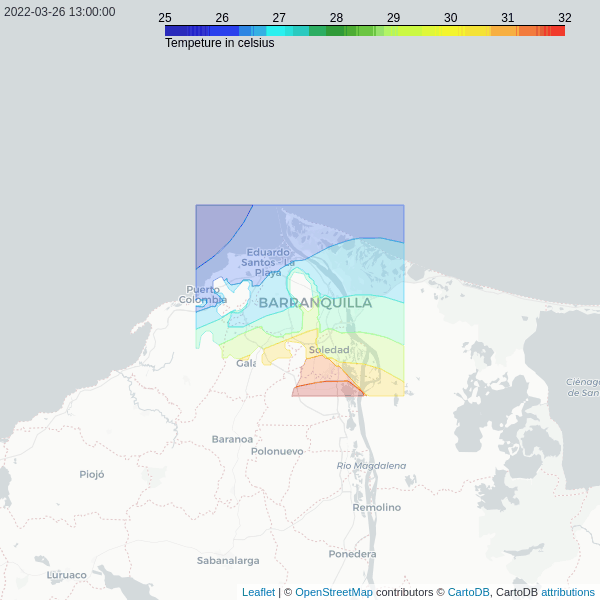 2022-03-26 13:00:00
25 26 27 28 29 30 31 32
Tempeture in celsius
Eduardo
Santos - La
Playa
Puerto
Colombia
BARRANQUILLA
Soledad
Gala
Ciénaga
de San
Baranoa
Polonuevo
Río Magdalena
Piojó
Remolino
Ponedera
Sabanalarga
Luruaco
Leaflet | © OpenStreetMap contributors © CartoDB, CartoDB attributions